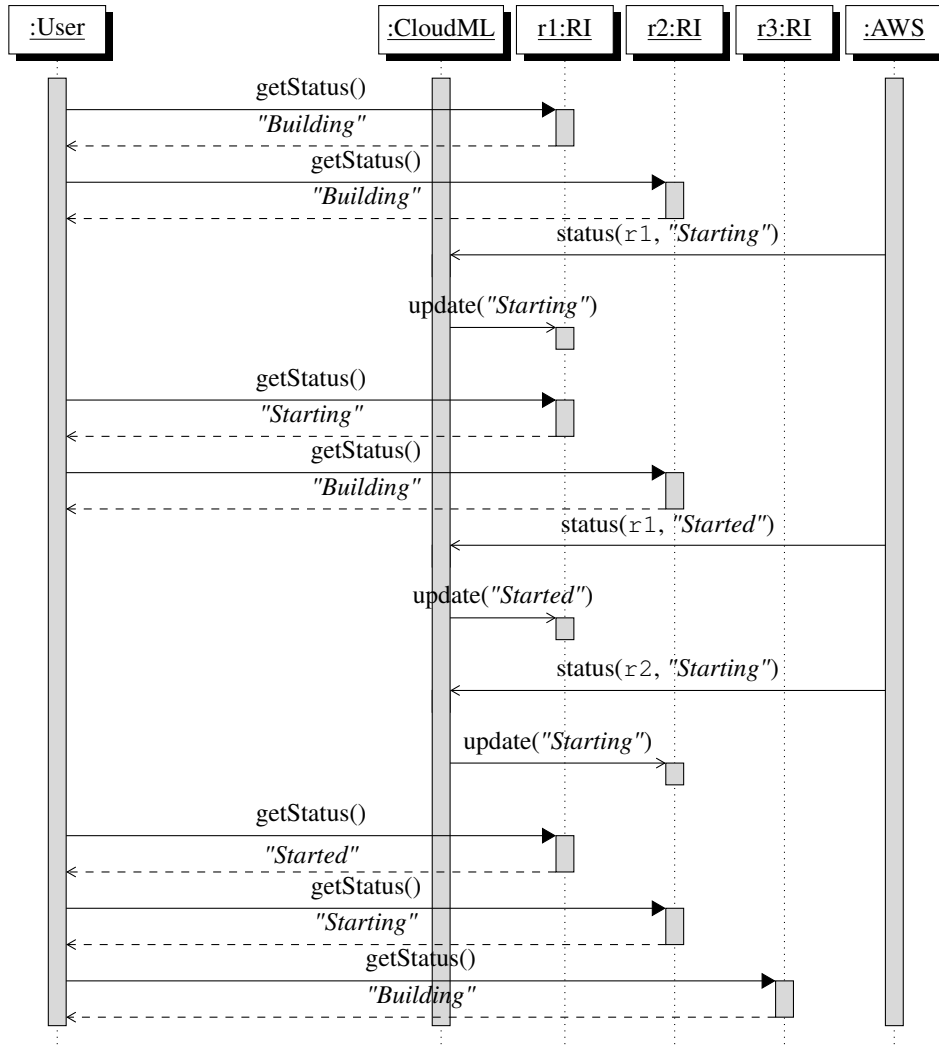 :User :CloudML r1:RI r2:RI r3:RI :AWS
getStatus()
"Building"
getStatus()
"Building"
status(r1, "Starting")
update("Starting")
getStatus()
"Starting"
getStatus()
"Building"
status(r1, "Started")
update("Started")
status(r2, "Starting")
update("Starting")
getStatus()
"Started"
getStatus()
"Starting"
getStatus()
"Building"